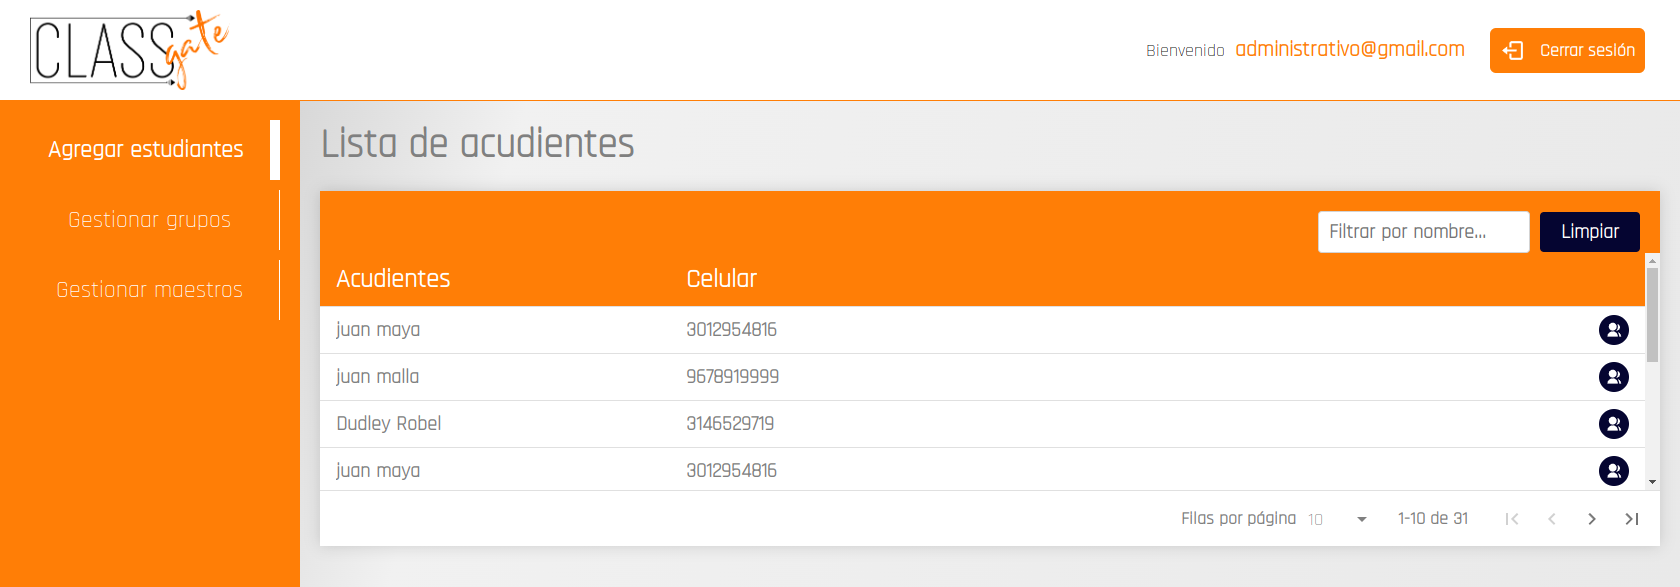 CLASSgate
Bienvenido administrativo@gmail.com
Cerrar sesión
Agregar estudiantes
Gestionar grupos
Gestionar maestros
Lista de acudientes
Filtrar por nombre...
Limpiar
Acudientes Celular
juan maya 3012954816
juan malla 9678919999
Dudley Robel 3146529719
juan maya 3012954816
Filas por página 10 1-10 de 31